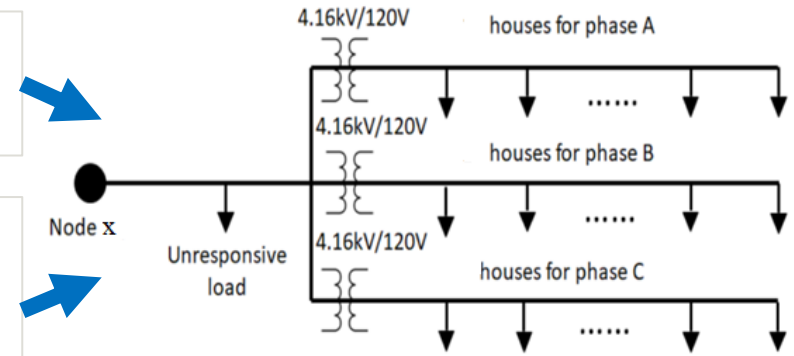 4.16kV/120V
houses for phase A
......
4.16kV/120V
houses for phase B
......
Node x
Unresponsive
load
4.16kV/120V
houses for phase C
......